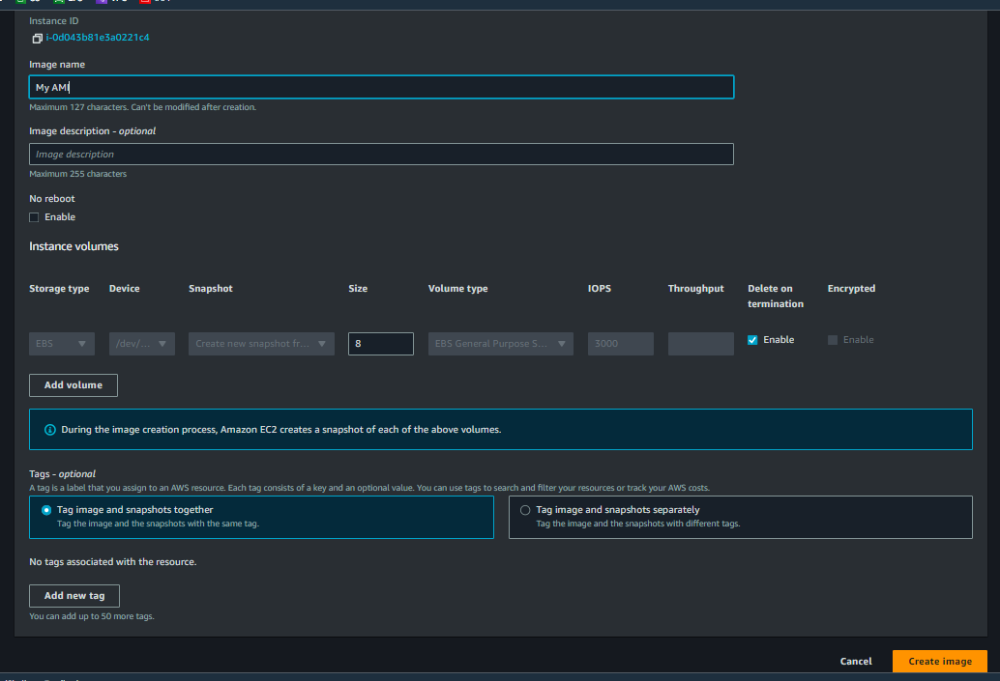 Instance ID
i-0d043b81e3a0221c4
Image name
My AMI
Maximum 127 characters. Can't be modified after creation.
Image description - optional
Image description
Maximum 255 characters
No reboot
Enable
Instance volumes
Storage type Device Snapshot Size Volume type IOPS Throughput Delete on termination Encrypted
EBS /dev/... Create new snapshot fr... 8 EBS General Purpose S... 3000 Enable Enable
Add volume
During the image creation process, Amazon EC2 creates a snapshot of each of the above volumes.
Tags - optional
A tag is a label that you assign to an AWS resource. Each tag consists of a key and an optional value. You can use tags to search and filter your resources or track your AWS costs.
Tag image and snapshots together
Tag the image and the snapshots with the same tag.
Tag image and snapshots separately
Tag the image and the snapshots with different tags.
No tags associated with the resource.
Add new tag
You can add up to 50 more tags.
Cancel Create image